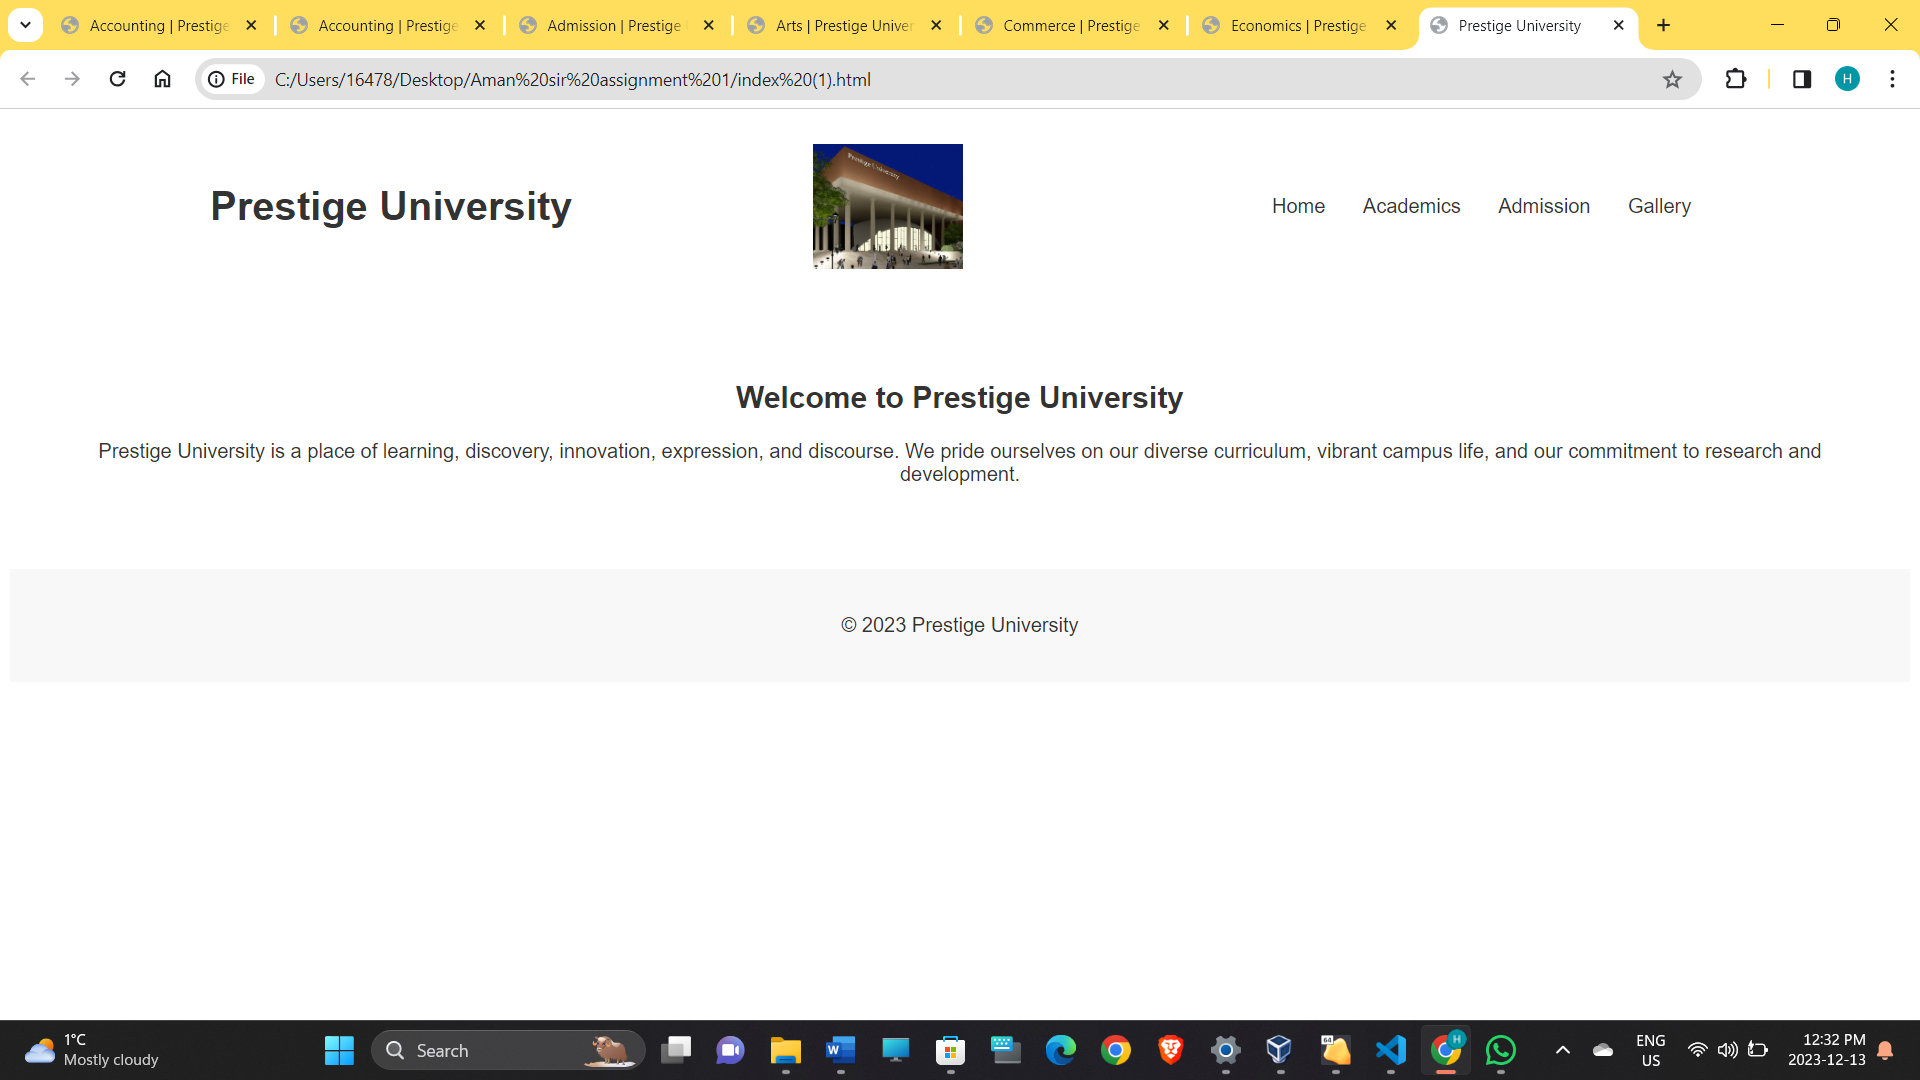 Accounting | Prestige
Accounting | Prestige
Admission | Prestige
Arts | Prestige Univer
Commerce | Prestige
Economics | Prestige
Prestige University
File
C:/Users/16478/Desktop/Aman%20sir%20assignment%201/index%20(1).html
H
Prestige University
Prestige University
Home
Academics
Admission
Gallery
Welcome to Prestige University
Prestige University is a place of learning, discovery, innovation, expression, and discourse. We pride ourselves on our diverse curriculum, vibrant campus life, and our commitment to research and
development.
© 2023 Prestige University
1°C
Mostly cloudy
Search
W
64
H
ENG
US
12:32 PM
2023-12-13